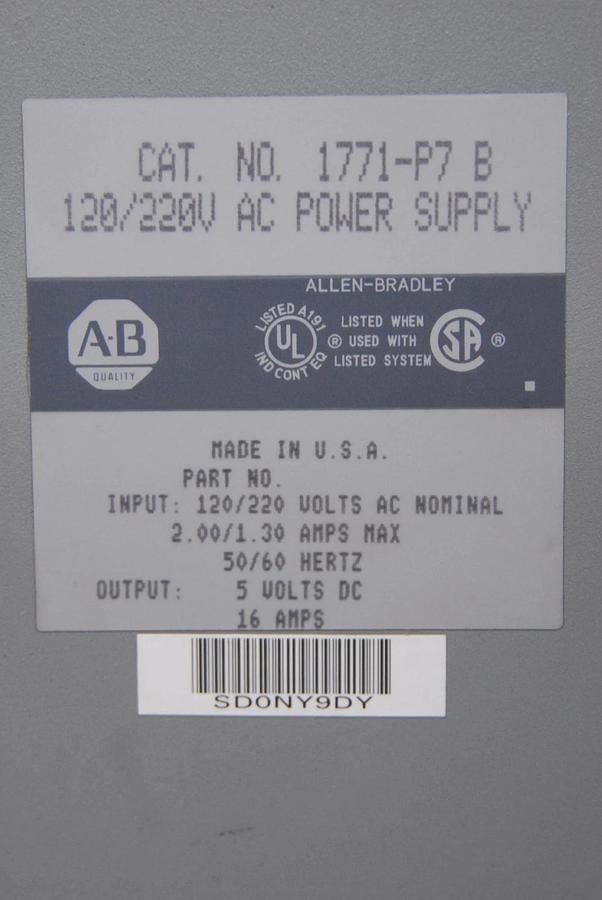 CAT. NO. 1771-P7 B
120/220V AC POWER SUPPLY
ALLEN-BRADLEY
A-B
QUALITY
LISTED A191
UL
IND CONT EQ
®
LISTED WHEN
USED WITH
LISTED SYSTEM
SA
®
MADE IN U.S.A.
PART NO.
INPUT: 120/220 VOLTS AC NOMINAL
2.00/1.30 AMPS MAX
50/60 HERTZ
OUTPUT: 5 VOLTS DC
16 AMPS
SD0NY9DY